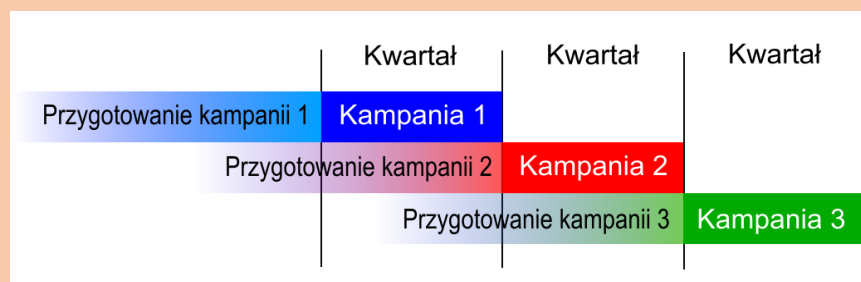 Kwartał Kwartał Kwartał
Przygotowanie kampanii 1 Kampania 1
Przygotowanie kampanii 2 Kampania 2
Przygotowanie kampanii 3 Kampania 3